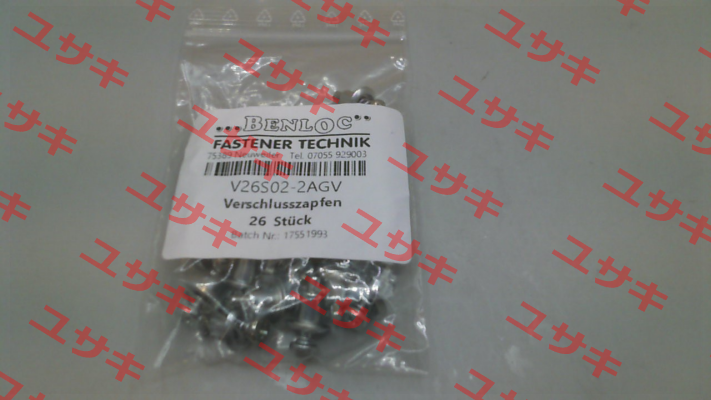 ...BENLOC...
FASTENER TECHNIK
Tel. 07055 929003
V26S02-2AGV
Verschlusszapfen
26 Stück
Batch Nr.: 17551993
ユサキ